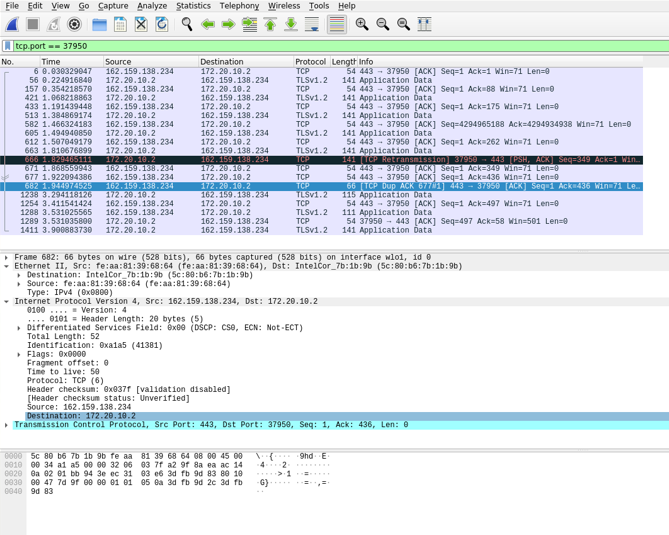 File Edit View Go Capture Analyze Statistics Telephony Wireless Tools Help
tcp.port == 37950
No. Time Source Destination Protocol Length Info
6 0.030329047 162.159.138.234 172.20.10.2 TCP 54 443 → 37950 [ACK] Seq=1 Ack=1 Win=71 Len=0
56 0.224916840 172.20.10.2 162.159.138.234 TLSv1.2 141 Application Data
157 0.354218570 162.159.138.234 172.20.10.2 TCP 54 443 → 37950 [ACK] Seq=1 Ack=88 Win=71 Len=0
421 1.068218863 172.20.10.2 162.159.138.234 TLSv1.2 141 Application Data
433 1.191439448 162.159.138.234 172.20.10.2 TCP 54 443 → 37950 [ACK] Seq=1 Ack=175 Win=71 Len=0
513 1.384869174 172.20.10.2 162.159.138.234 TLSv1.2 141 Application Data
582 1.466324183 162.159.138.234 172.20.10.2 TCP 54 443 → 37950 [ACK] Seq=4294965188 Ack=4294934938 Win=71 Len=0
605 1.494940850 172.20.10.2 162.159.138.234 TLSv1.2 141 Application Data
612 1.507049179 162.159.138.234 172.20.10.2 TCP 54 443 → 37950 [ACK] Seq=1 Ack=262 Win=71 Len=0
663 1.810676899 172.20.10.2 162.159.138.234 TLSv1.2 141 Application Data
666 1.829465111 172.20.10.2 162.159.138.234 TCP 141 [TCP Retransmission] 37950 → 443 [PSH, ACK] Seq=349 Ack=1 Win…
671 1.868559943 162.159.138.234 172.20.10.2 TCP 54 443 → 37950 [ACK] Seq=1 Ack=349 Win=71 Len=0
677 1.922094386 162.159.138.234 172.20.10.2 TCP 54 443 → 37950 [ACK] Seq=1 Ack=436 Win=71 Len=0
682 1.944974525 162.159.138.234 172.20.10.2 TCP 66 [TCP Dup ACK 677#1] 443 → 37950 [ACK] Seq=1 Ack=436 Win=71 Le…
1238 3.294118126 172.20.10.2 162.159.138.234 TLSv1.2 115 Application Data
1254 3.411541424 162.159.138.234 172.20.10.2 TCP 54 443 → 37950 [ACK] Seq=1 Ack=497 Win=71 Len=0
1288 3.531025565 162.159.138.234 172.20.10.2 TLSv1.2 111 Application Data
1289 3.531035800 172.20.10.2 162.159.138.234 TCP 54 37950 → 443 [ACK] Seq=497 Ack=58 Win=501 Len=0
1411 3.900883730 172.20.10.2 162.159.138.234 TLSv1.2 141 Application Data
Frame 682: 66 bytes on wire (528 bits), 66 bytes captured (528 bits) on interface wlo1, id 0
Ethernet II, Src: fe:aa:81:39:68:64 (fe:aa:81:39:68:64), Dst: IntelCor_7b:1b:9b (5c:80:b6:7b:1b:9b)
Destination: IntelCor_7b:1b:9b (5c:80:b6:7b:1b:9b)
Source: fe:aa:81:39:68:64 (fe:aa:81:39:68:64)
Type: IPv4 (0x0800)
Internet Protocol Version 4, Src: 162.159.138.234, Dst: 172.20.10.2
0100 .... = Version: 4
.... 0101 = Header Length: 20 bytes (5)
Differentiated Services Field: 0x00 (DSCP: CS0, ECN: Not-ECT)
Total Length: 52
Identification: 0xa1a5 (41381)
Flags: 0x0000
Fragment offset: 0
Time to live: 50
Protocol: TCP (6)
Header checksum: 0x037f [validation disabled]
[Header checksum status: Unverified]
Source: 162.159.138.234
Destination: 172.20.10.2
Transmission Control Protocol, Src Port: 443, Dst Port: 37950, Seq: 1, Ack: 436, Len: 0
0000 5c 80 b6 7b 1b 9b fe aa 81 39 68 64 08 00 45 00 \··{···· ·9hd··E·
0010 00 34 a1 a5 00 00 32 06 03 7f a2 9f 8a ea ac 14 ·4····2· ········
0020 0a 02 01 bb 94 3e ec 31 03 e6 3d fb 9d 83 80 10 ·····>·1 ··=·····
0030 00 47 7d 9f 00 00 01 01 05 0a 3d fb 9d 2c 3d fb ·G}····· ··=··,=·
0040 9d 83 ··